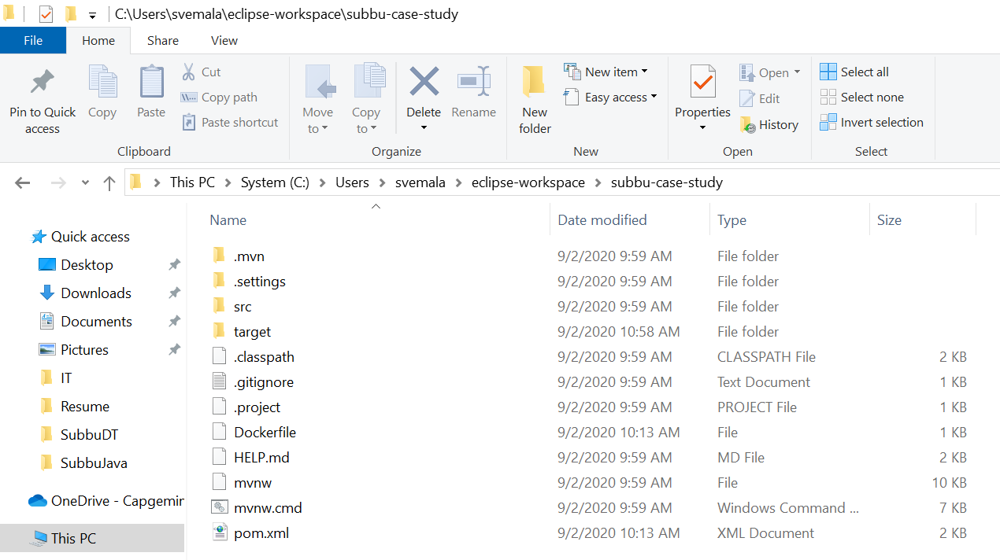 C:\Users\svemala\eclipse-workspace\subbu-case-study
File Home Share View
Pin to Quick access
Copy
Paste
Cut
Copy path
Paste shortcut
Clipboard
Move to
Copy to
Delete
Rename
Organize
New folder
New item
Easy access
New
Properties
Open
Edit
History
Open
Select all
Select none
Invert selection
Select
This PC > System (C:) > Users > svemala > eclipse-workspace > subbu-case-study
Quick access
Desktop
Downloads
Documents
Pictures
IT
Resume
SubbuDT
SubbuJava
OneDrive - Capgemin
This PC
Name Date modified Type Size
.mvn 9/2/2020 9:59 AM File folder
.settings 9/2/2020 9:59 AM File folder
src 9/2/2020 9:59 AM File folder
target 9/2/2020 10:58 AM File folder
.classpath 9/2/2020 9:59 AM CLASSPATH File 2 KB
.gitignore 9/2/2020 9:59 AM Text Document 1 KB
.project 9/2/2020 9:59 AM PROJECT File 1 KB
Dockerfile 9/2/2020 10:13 AM File 1 KB
HELP.md 9/2/2020 9:59 AM MD File 2 KB
mvnw 9/2/2020 9:59 AM File 10 KB
mvnw.cmd 9/2/2020 9:59 AM Windows Command ... 7 KB
pom.xml 9/2/2020 10:13 AM XML Document 2 KB